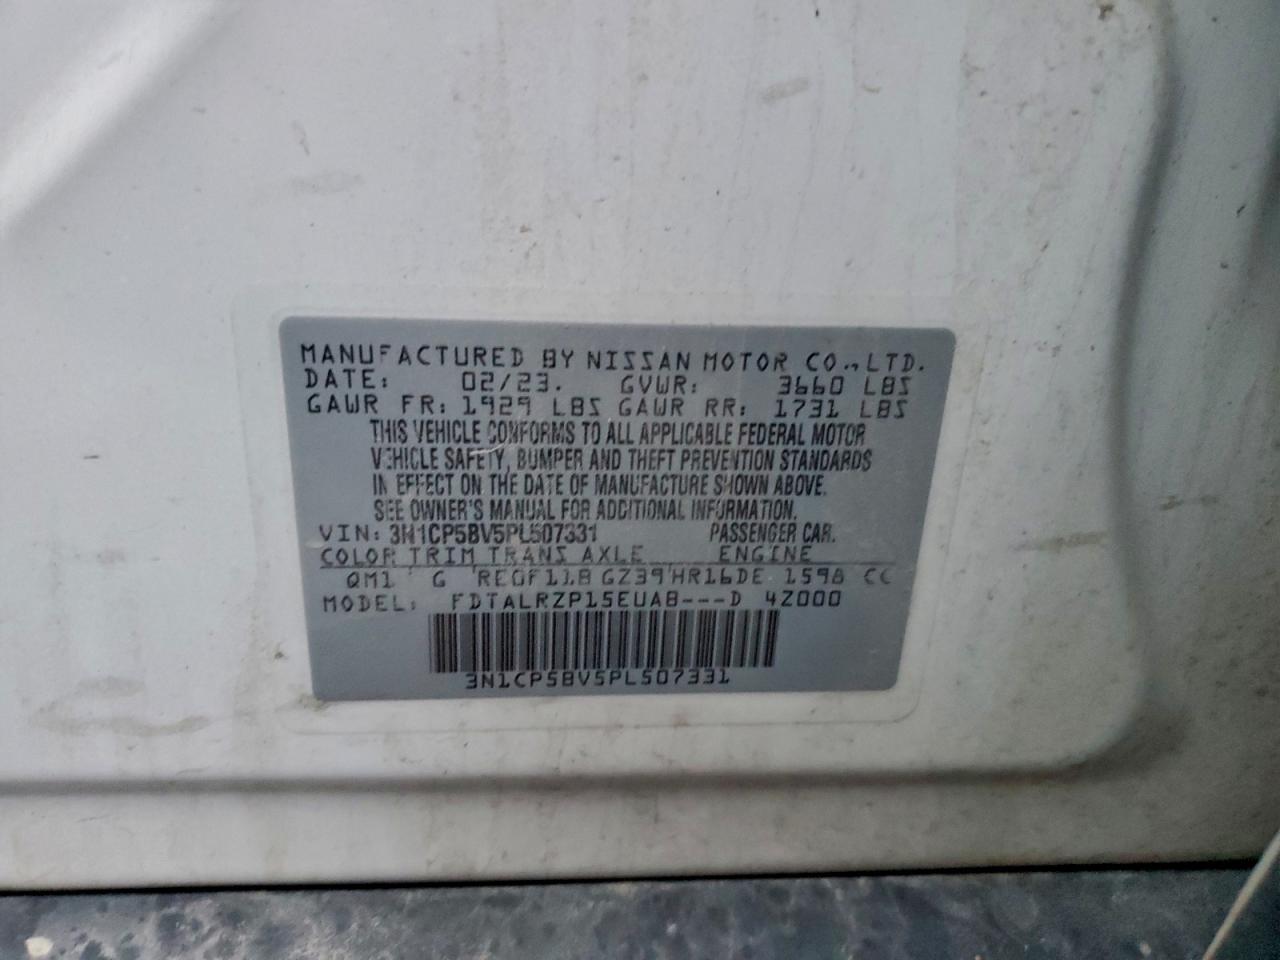 MANUFACTURED BY NISSAN MOTOR CO.,LTD.
DATE: 02/23. GVWR: 3660 LBS
GAWR FR: 1929 LBS GAWR RR: 1731 LBS
THIS VEHICLE CONFORMS TO ALL APPLICABLE FEDERAL MOTOR
VEHICLE SAFETY, BUMPER AND THEFT PREVENTION STANDARDS
IN EFFECT ON THE DATE OF MANUFACTURE SHOWN ABOVE.
SEE OWNER'S MANUAL FOR ADDITIONAL INFORMATION.
VIN: 3N1CP5BV5PL507331 PASSENGER CAR.
COLOR TRIM TRANS AXLE ENGINE
QM1 G RE0F11B GZ39 HR16DE 1598 CC
MODEL: FDTALRZP15EUAB---D 4Z000
3N1CP5BV5PL507331